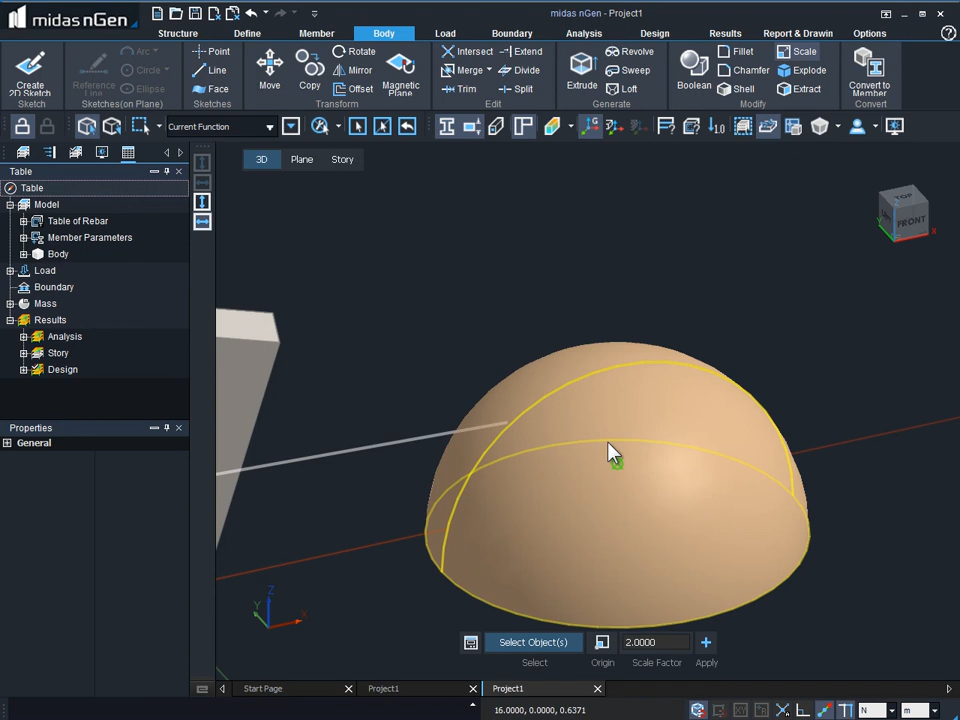 midas nGen
midas nGen - Project1
Structure Define Member Body Load Boundary Analysis Design Results Report & Drawin Options
Create
2D Sketch
Reference
Line
Arc
Circle
Ellipse
Point
Line
Face
Move
Copy
Rotate
Mirror
Offset
Magnetic
Plane
Intersect
Merge
Trim
Extend
Divide
Split
Extrude
Revolve
Sweep
Loft
Boolean
Fillet
Chamfer
Shell
Scale
Explode
Extract
Convert to
Member
Sketch Sketches(on Plane) Sketches Transform Edit Generate Modify Convert
Current Function
1.0
3D Plane Story
Table
Table
Model
Table of Rebar
Member Parameters
Body
Load
Boundary
Mass
Results
Analysis
Story
Design
Properties
General
TOP
FRONT
X
Y
Z
X
Y
Select Object(s) 2.0000
Select Origin Scale Factor Apply
Start Page Project1 Project1
16.0000, 0.0000, 0.6371 N m